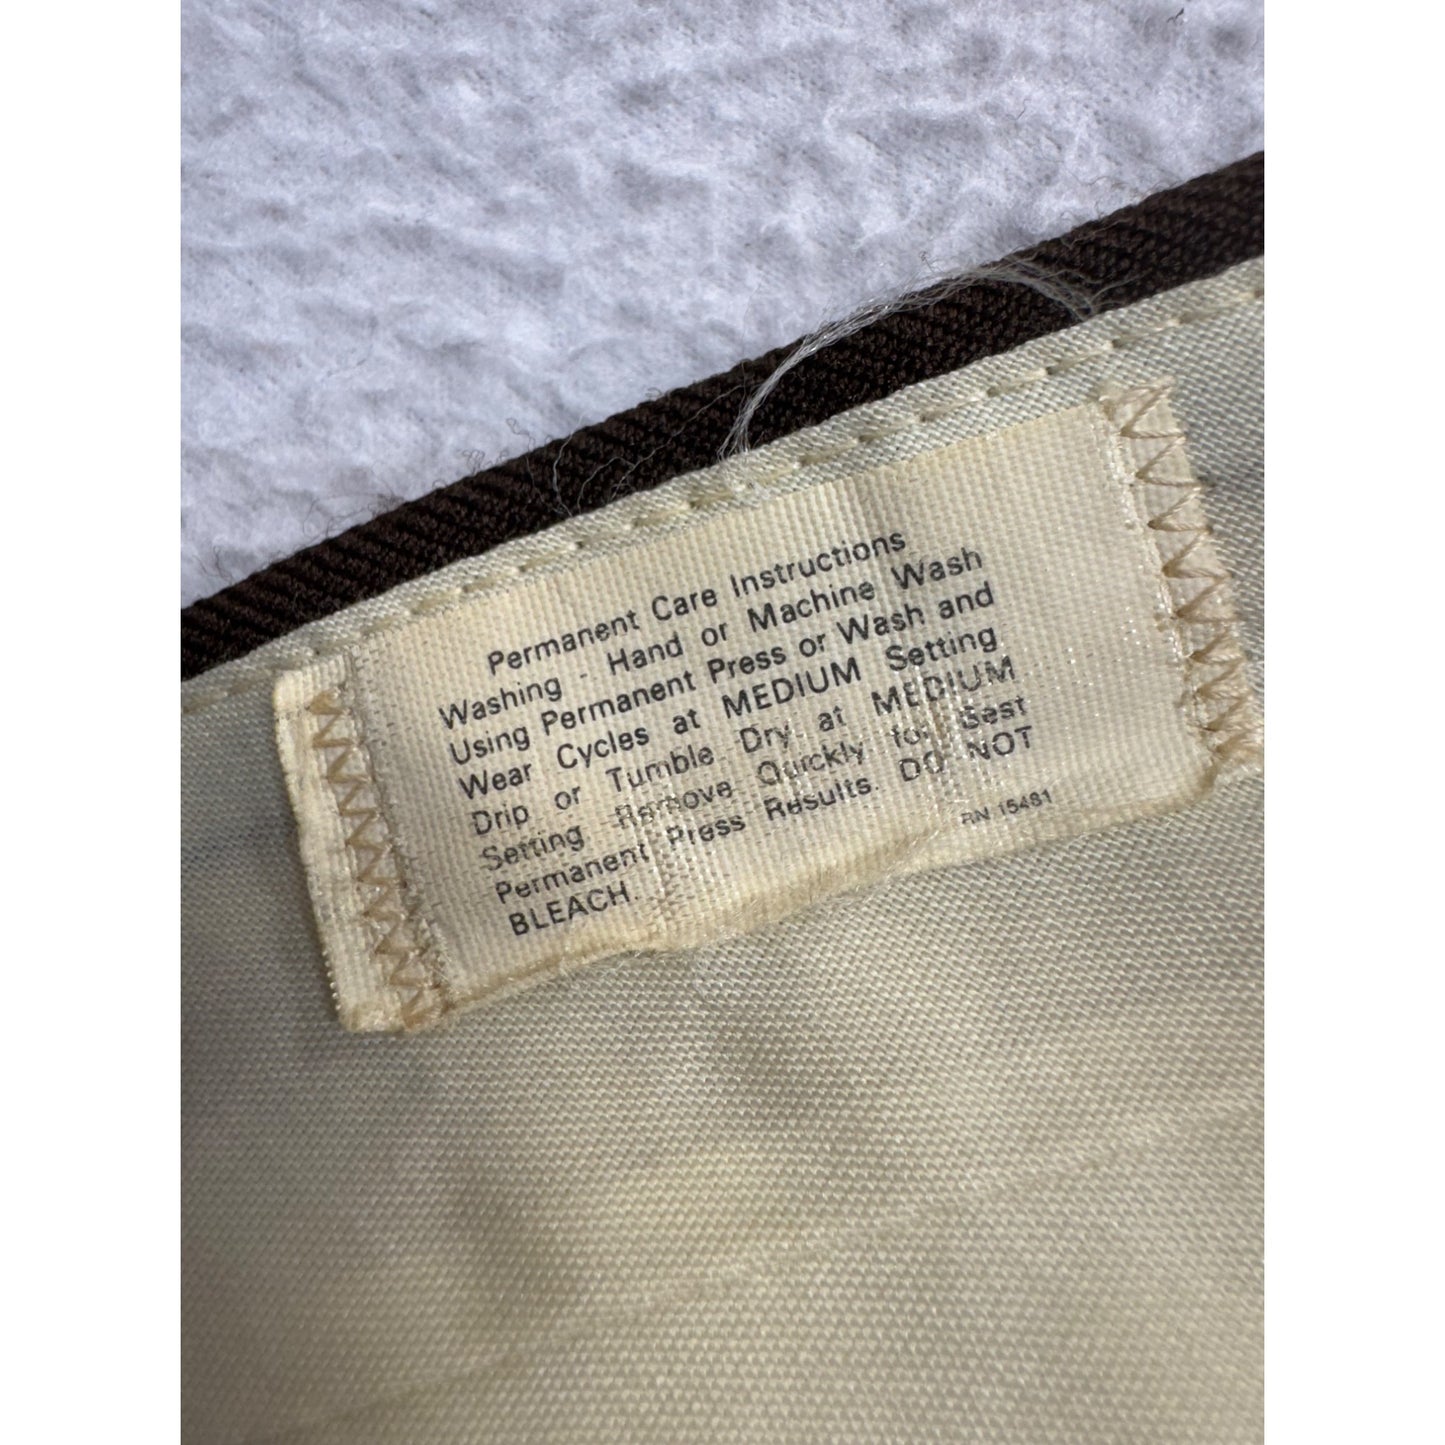 Permanent Care Instructions
Washing - Hand or Machine Wash
Using Permanent Press or Wash and
Wear Cycles at MEDIUM Setting
Drip or Tumble Dry at MEDIUM
Setting Remove Quickly for Best
Permanent Press Results. DO NOT
BLEACH.
RN 15481